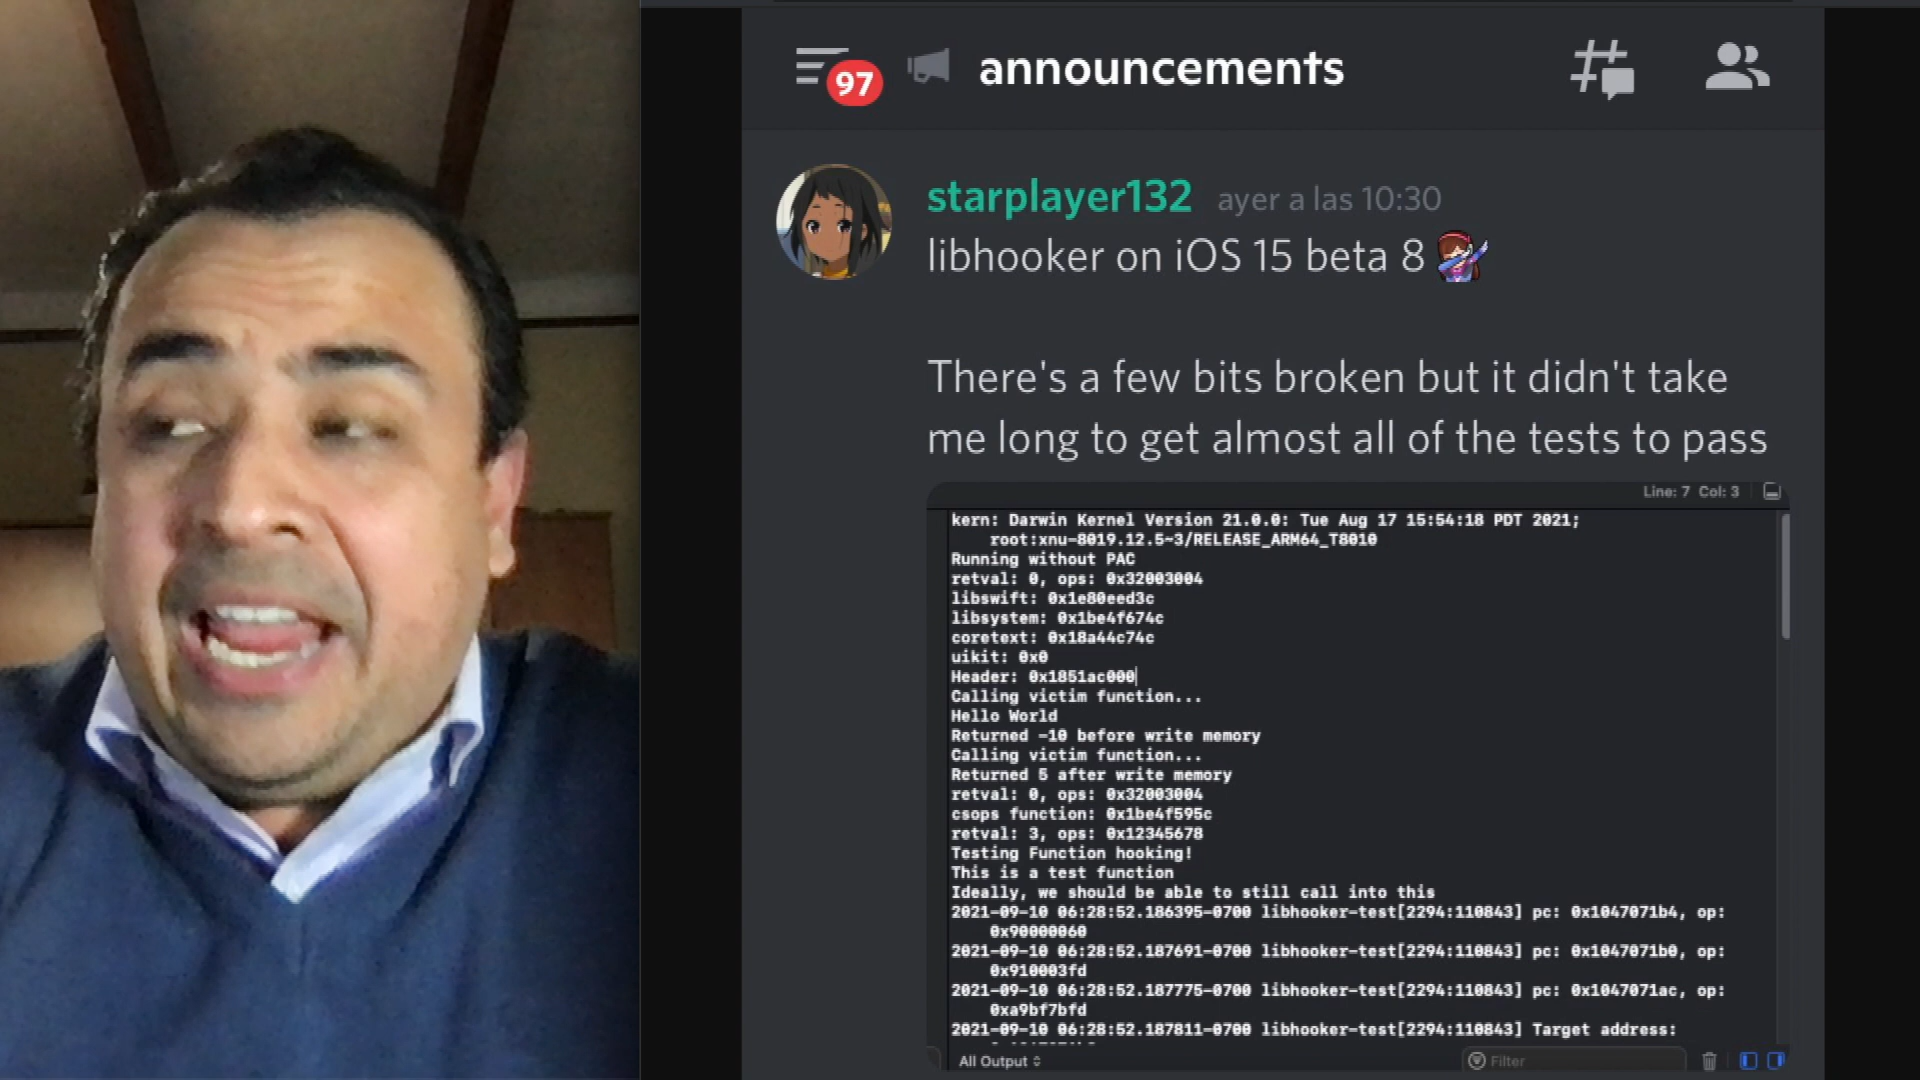 97
announcements
starplayer132 ayer a las 10:30
libhooker on iOS 15 beta 8
There's a few bits broken but it didn't take
me long to get almost all of the tests to pass
Line: 7 Col: 3
kern: Darwin Kernel Version 21.0.0: Tue Aug 17 15:54:18 PDT 2021;
root:xnu-8019.12.5~3/RELEASE_ARM64_T8010
Running without PAC
retval: 0, ops: 0x32003004
libswift: 0x1e80eed3c
libsystem: 0x1be4f674c
coretext: 0x18a44c74c
uikit: 0x0
Header: 0x1851ac000
Calling victim function...
Hello World
Returned -10 before write memory
Calling victim function...
Returned 5 after write memory
retval: 0, ops: 0x32003004
csops function: 0x1be4f595c
retval: 3, ops: 0x12345678
Testing Function hooking!
This is a test function
Ideally, we should be able to still call into this
2021-09-10 06:28:52.186395-0700 libhooker-test[2294:110843] pc: 0x1047071b4, op:
0x90000060
2021-09-10 06:28:52.187691-0700 libhooker-test[2294:110843] pc: 0x1047071b0, op:
0x910003fd
2021-09-10 06:28:52.187775-0700 libhooker-test[2294:110843] pc: 0x1047071ac, op:
0xa9bf7bfd
2021-09-10 06:28:52.187811-0700 libhooker-test[2294:110843] Target address:
All Output
Filter